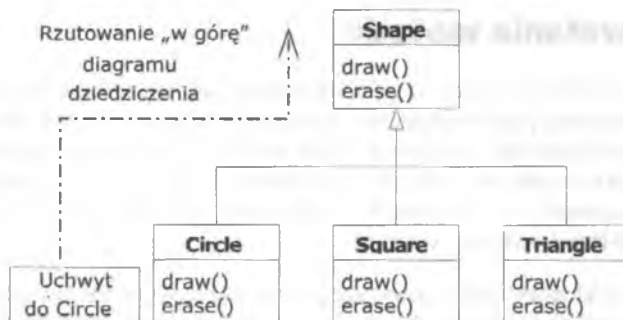 Rzutowanie „w górę”
diagramu
dziedziczenia
Shape
draw()
erase()
Circle
draw()
erase()
Square
draw()
erase()
Triangle
draw()
erase()
Uchwyt
do Circle